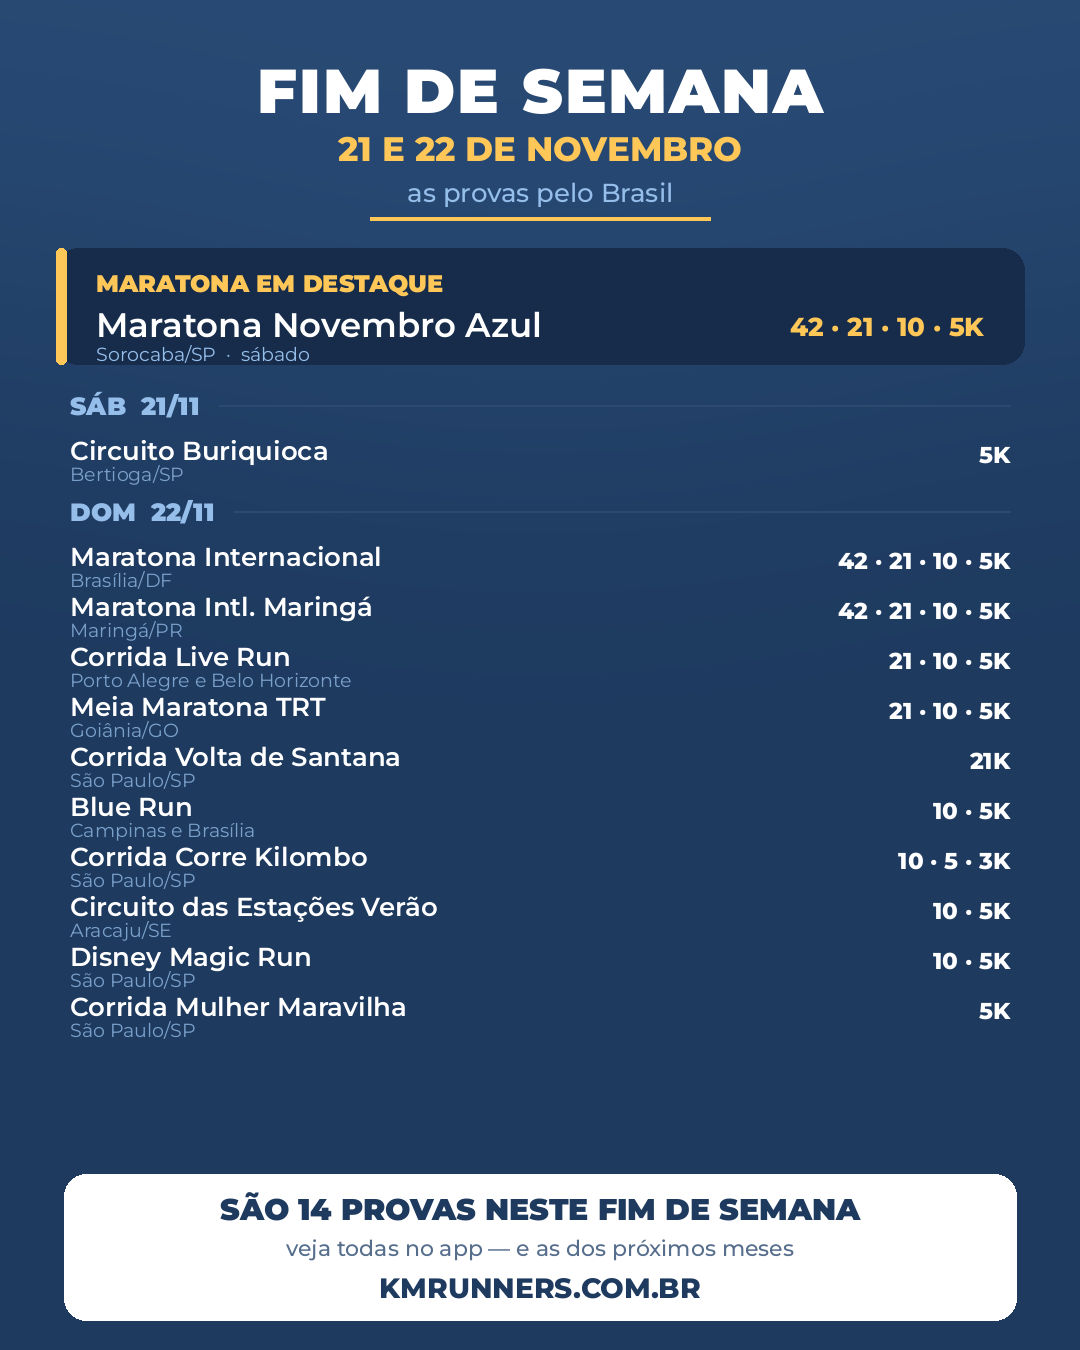 FIM DE SEMANA
21 E 22 DE NOVEMBRO
as provas pelo Brasil
MARATONA EM DESTAQUE
Maratona Novembro Azul 42 · 21 · 10 · 5K
Sorocaba/SP · sábado
SÁB 21/11
Circuito Buriquioca 5K
Bertioga/SP
DOM 22/11
Maratona Internacional 42 · 21 · 10 · 5K
Brasília/DF
Maratona Intl. Maringá 42 · 21 · 10 · 5K
Maringá/PR
Corrida Live Run 21 · 10 · 5K
Porto Alegre e Belo Horizonte
Meia Maratona TRT 21 · 10 · 5K
Goiânia/GO
Corrida Volta de Santana 21K
São Paulo/SP
Blue Run 10 · 5K
Campinas e Brasília
Corrida Corre Kilombo 10 · 5 · 3K
São Paulo/SP
Circuito das Estações Verão 10 · 5K
Aracaju/SE
Disney Magic Run 10 · 5K
São Paulo/SP
Corrida Mulher Maravilha 5K
São Paulo/SP
SÃO 14 PROVAS NESTE FIM DE SEMANA
veja todas no app — e as dos próximos meses
KMRUNNERS.COM.BR